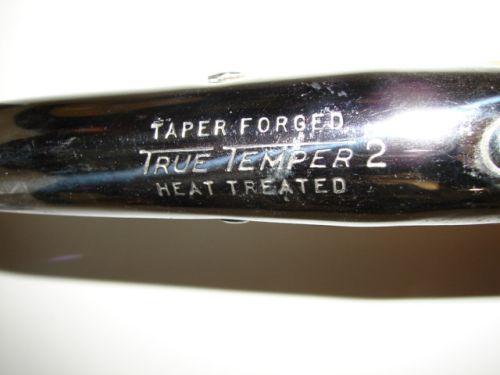 TAPER FORGED
TRUE TEMPER 2
HEAT TREATED